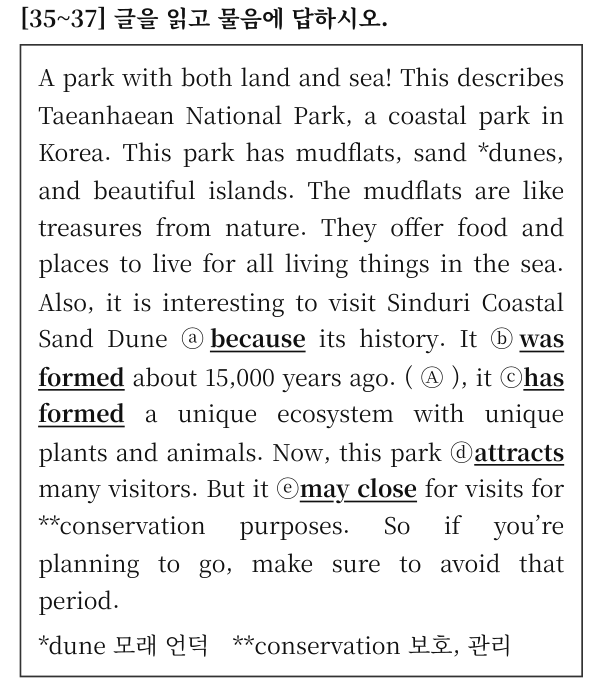 [35~37] 글을 읽고 물음에 답하시오.
A park with both land and sea! This describes
Taeanhaean National Park, a coastal park in
Korea. This park has mudflats, sand *dunes,
and beautiful islands. The mudflats are like
treasures from nature. They offer food and
places to live for all living things in the sea.
Also, it is interesting to visit Sinduri Coastal
Sand Dune ⓐ because its history. It ⓑ was
formed about 15,000 years ago. ( Ⓐ ), it ⓒhas
formed a unique ecosystem with unique
plants and animals. Now, this park ⓓattracts
many visitors. But it ⓔmay close for visits for
**conservation purposes. So if you’re
planning to go, make sure to avoid that
period.
*dune 모래 언덕 **conservation 보호, 관리